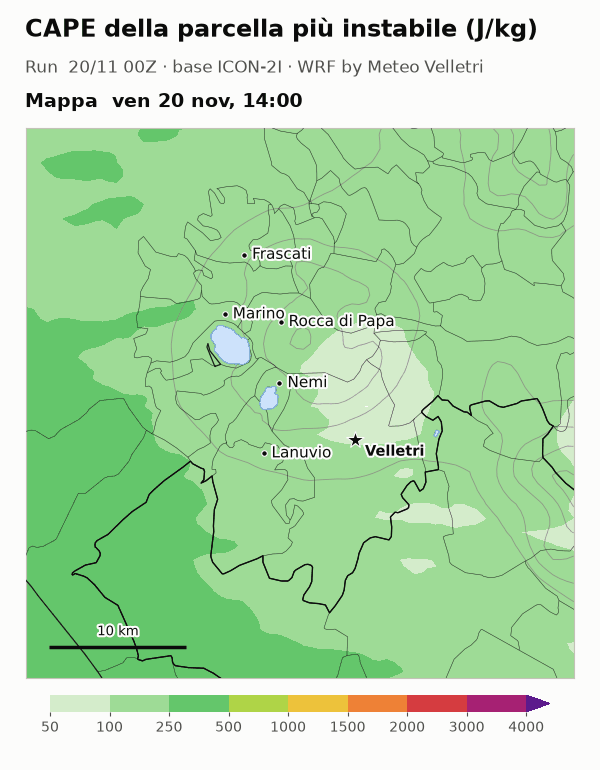 CAPE della parcella più instabile (J/kg)
Run  20/11 00Z · base ICON-2I · WRF by Meteo Velletri
Mappa  ven 20 nov, 14:00
Frascati
Marino
Rocca di Papa
Nemi
Velletri
Lanuvio
10 km
50 100 250 500 1000 1500 2000 3000 4000